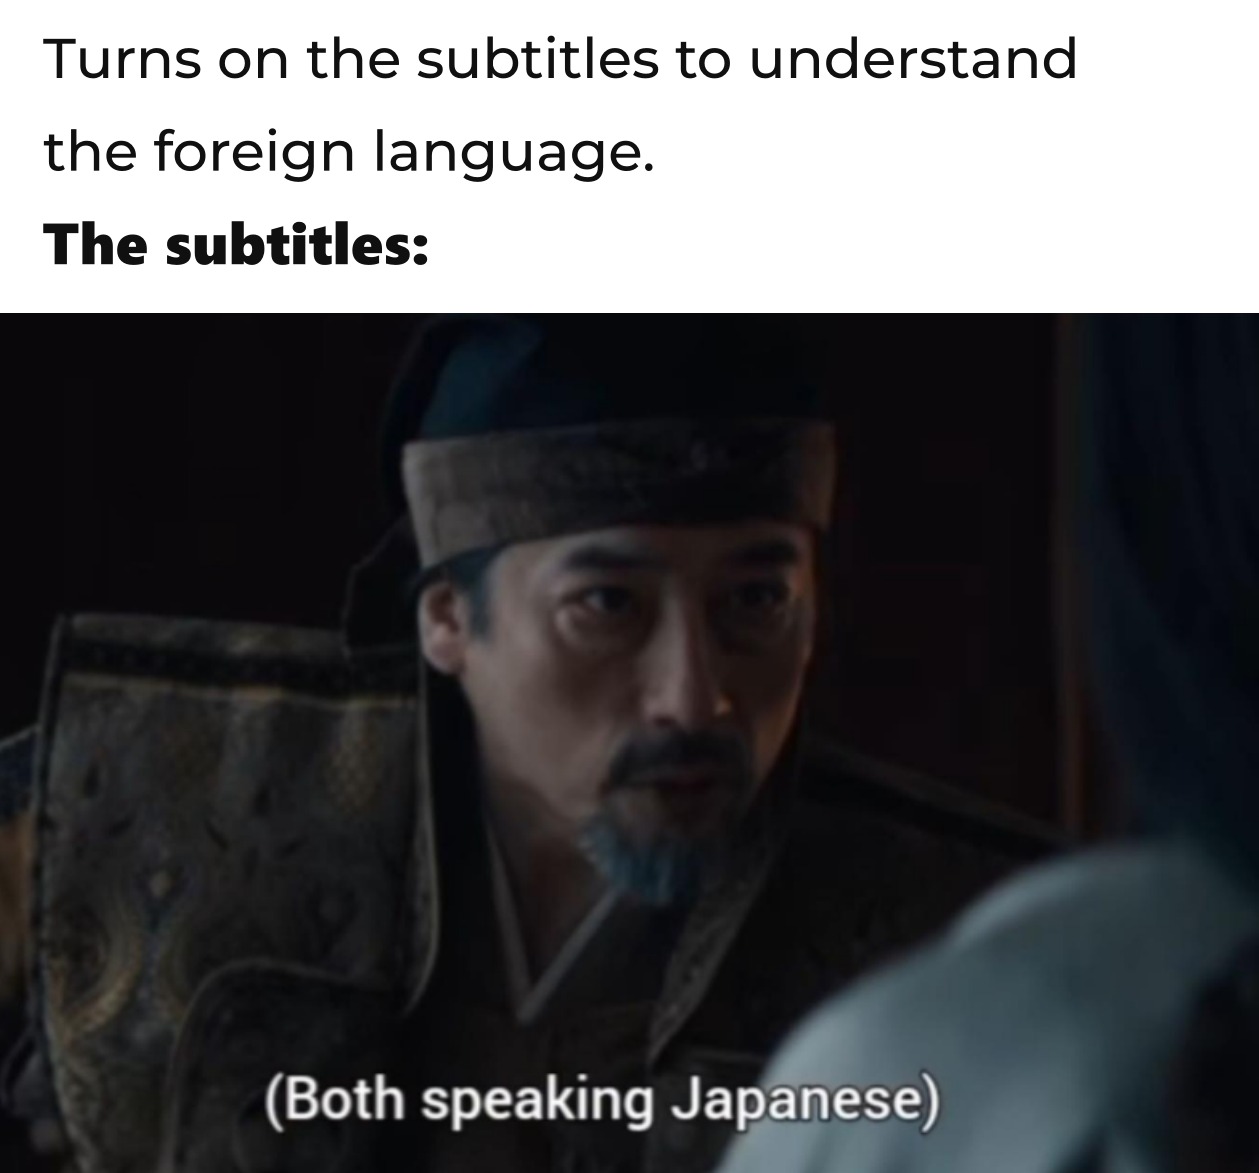 Turns on the subtitles to understand
the foreign language.
The subtitles:
(Both speaking Japanese)